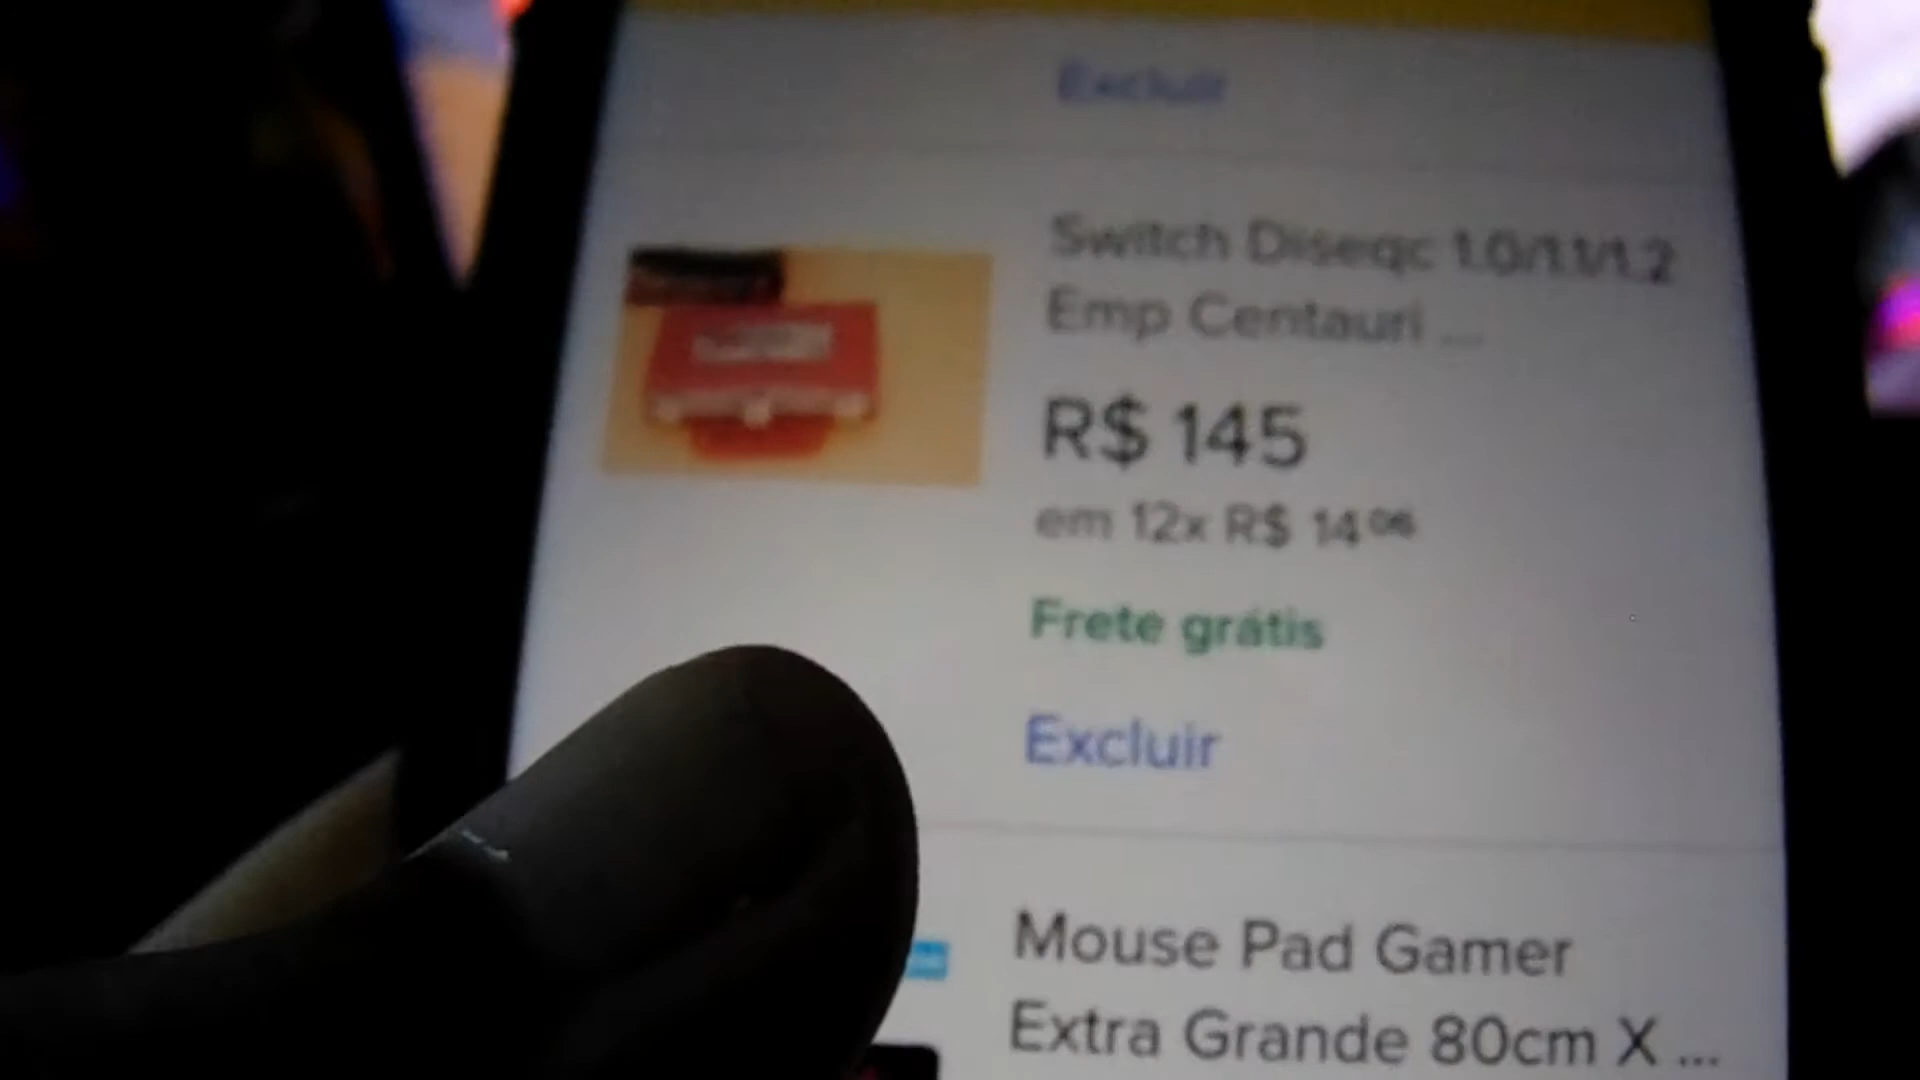 Excluir
Switch Diseqc 1.0/1.1/1.2
Emp Centauri ...
R$ 145
em 12x R$ 14⁰⁶
Frete grátis
Excluir
Mouse Pad Gamer
Extra Grande 80cm X ...